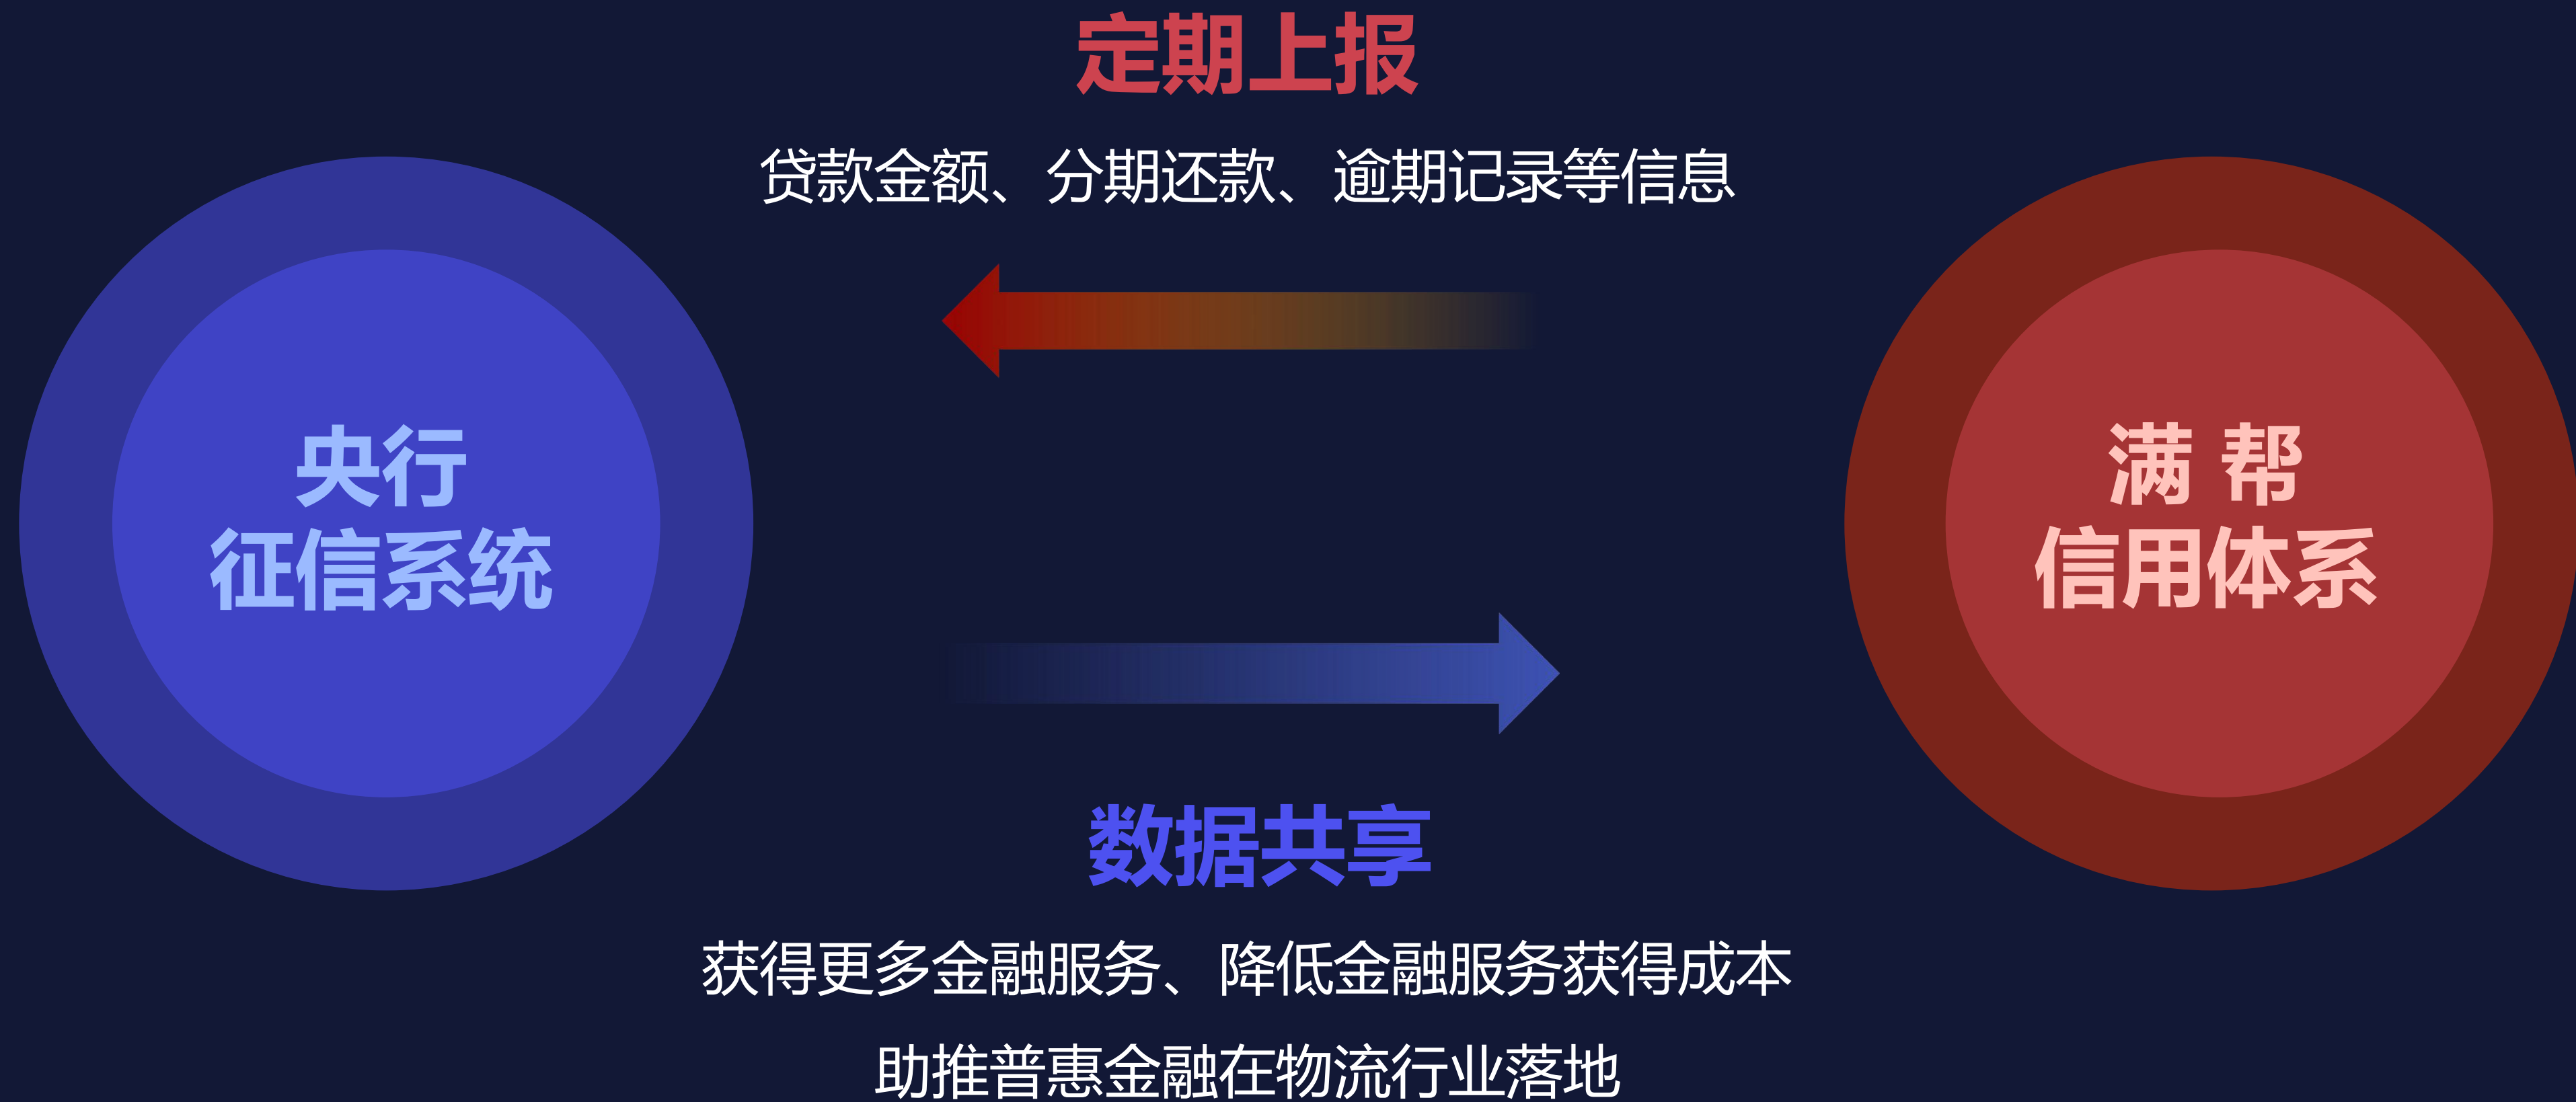 定期上报
贷款金额、分期还款、逾期记录等信息
央行
征信系统
满 帮
信用体系
数据共享
获得更多金融服务、降低金融服务获得成本
助推普惠金融在物流行业落地